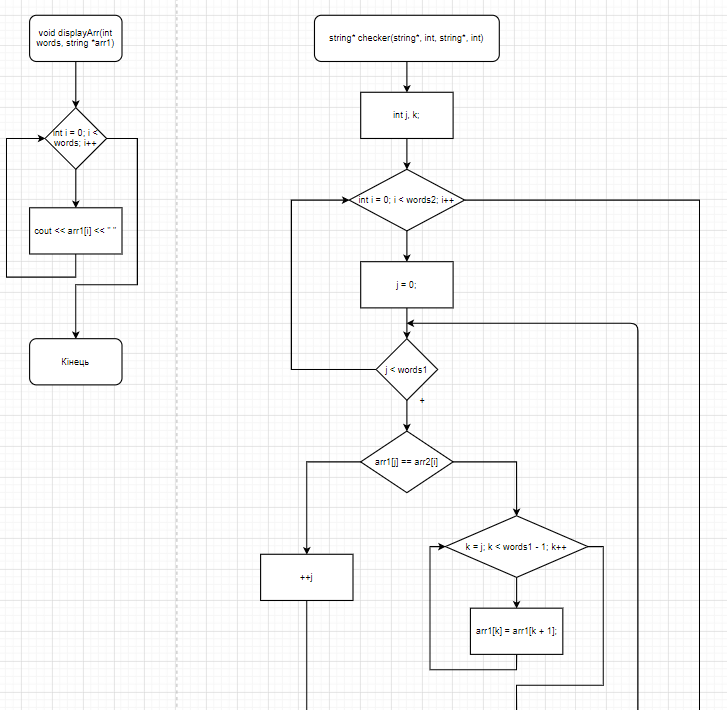 void displayArr(int
words, string *arr1)
int i = 0; i <
words; i++
cout << arr1[i] << " "
Кінець
string* checker(string*, int, string*, int)
int j, k;
int i = 0; i < words2; i++
j = 0;
j < words1
+
arr1[j] == arr2[i]
++j
k = j; k < words1 - 1; k++
arr1[k] = arr1[k + 1];